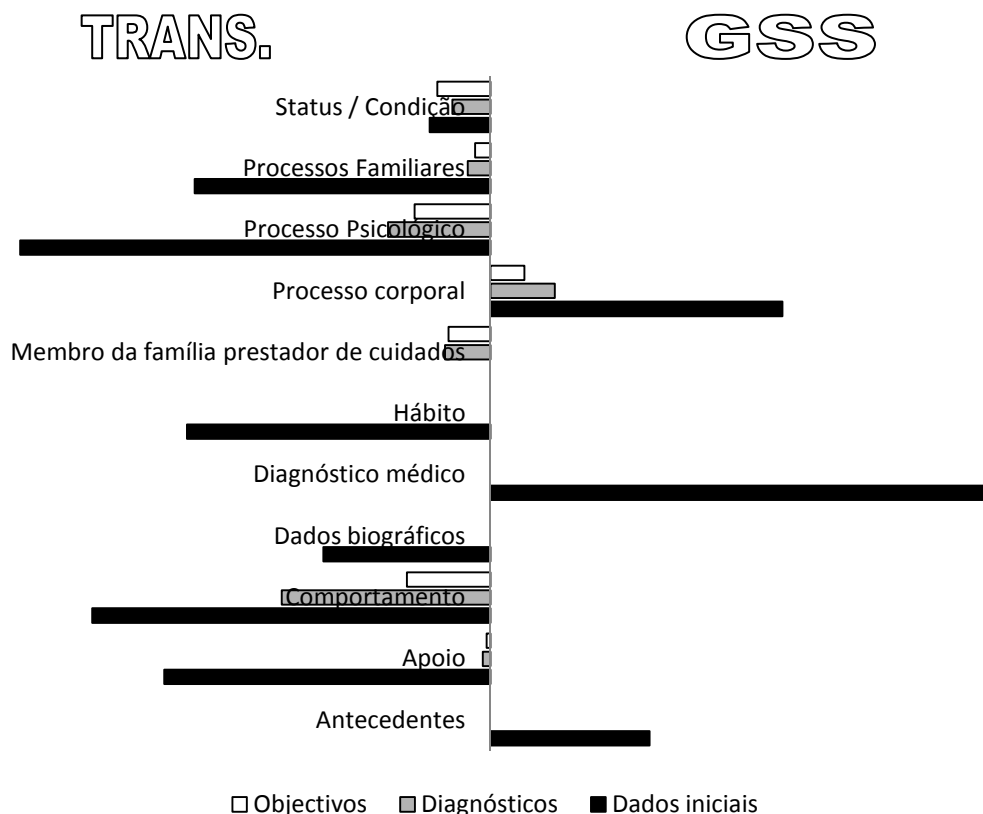 TRANS. GSS
Status / Condição
Processos Familiares
Processo Psicológico
Processo corporal
Membro da família prestador de cuidados
Hábito
Diagnóstico médico
Dados biográficos
Comportamento
Apoio
Antecedentes
Objectivos Diagnósticos Dados iniciais